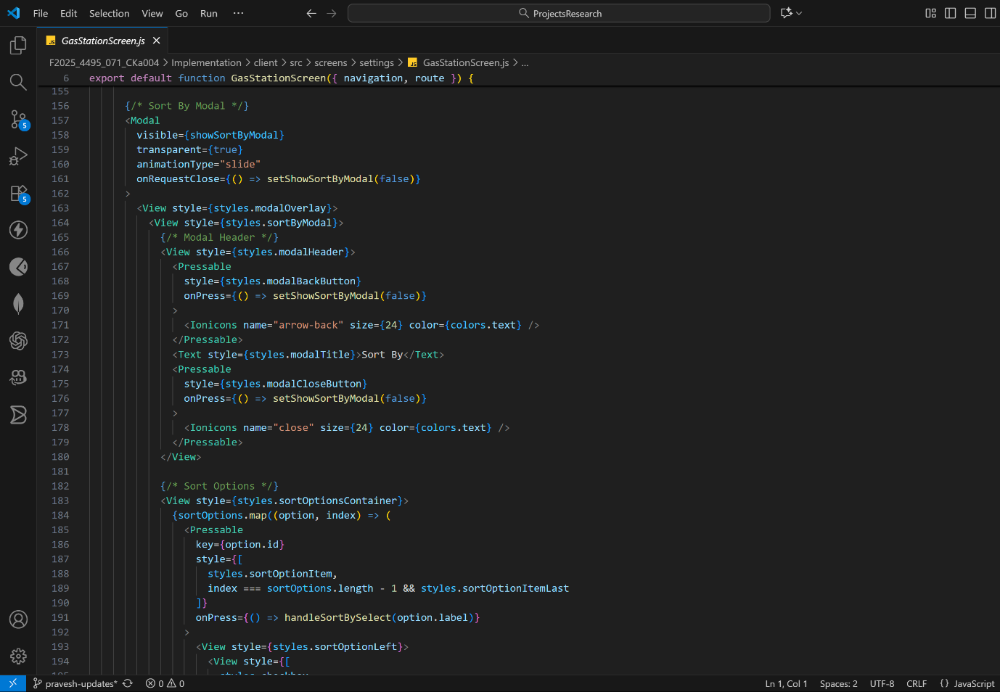 File Edit Selection View Go Run ··· ProjectsResearch
JS GasStationScreen.js
F2025_4495_071_CKa004 > Implementation > client > src > screens > settings > JS GasStationScreen.js > ...
6 export default function GasStationScreen({ navigation, route }) {
155
156 {/* Sort By Modal */}
157 <Modal
158 visible={showSortByModal}
159 transparent={true}
160 animationType="slide"
161 onRequestClose={() => setShowSortByModal(false)}
162 >
163 <View style={styles.modalOverlay}>
164 <View style={styles.sortByModal}>
165 {/* Modal Header */}
166 <View style={styles.modalHeader}>
167 <Pressable
168 style={styles.modalBackButton}
169 onPress={() => setShowSortByModal(false)}
170 >
171 <Ionicons name="arrow-back" size={24} color={colors.text} />
172 </Pressable>
173 <Text style={styles.modalTitle}>Sort By</Text>
174 <Pressable
175 style={styles.modalCloseButton}
176 onPress={() => setShowSortByModal(false)}
177 >
178 <Ionicons name="close" size={24} color={colors.text} />
179 </Pressable>
180 </View>
181
182 {/* Sort Options */}
183 <View style={styles.sortOptionsContainer}>
184 {sortOptions.map((option, index) => (
185 <Pressable
186 key={option.id}
187 style={[
188 styles.sortOptionItem,
189 index === sortOptions.length - 1 && styles.sortOptionItemLast
190 ]}
191 onPress={() => handleSortBySelect(option.label)}
192 >
193 <View style={styles.sortOptionLeft}>
194 <View style={[
5
5
pravesh-updates* 0 0 Ln 1, Col 1 Spaces: 2 UTF-8 CRLF {} JavaScript